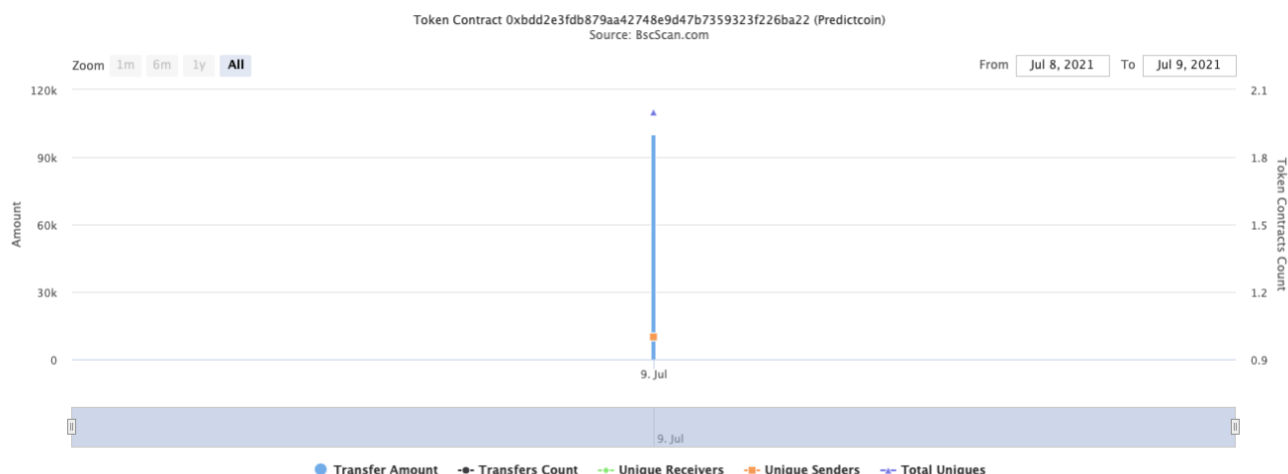 Token Contract 0xbdd2e3fdb879aa42748e9d47b7359323f226ba22 (Predictcoin)
Source: BscScan.com
Zoom 1m 6m 1y All From Jul 8, 2021 To Jul 9, 2021
120k 2.1
90k 1.8
60k 1.5
30k 1.2
0 0.9
Amount
Token Contracts Count
9. Jul
9. Jul
Transfer Amount Transfers Count Unique Receivers Unique Senders Total Uniques